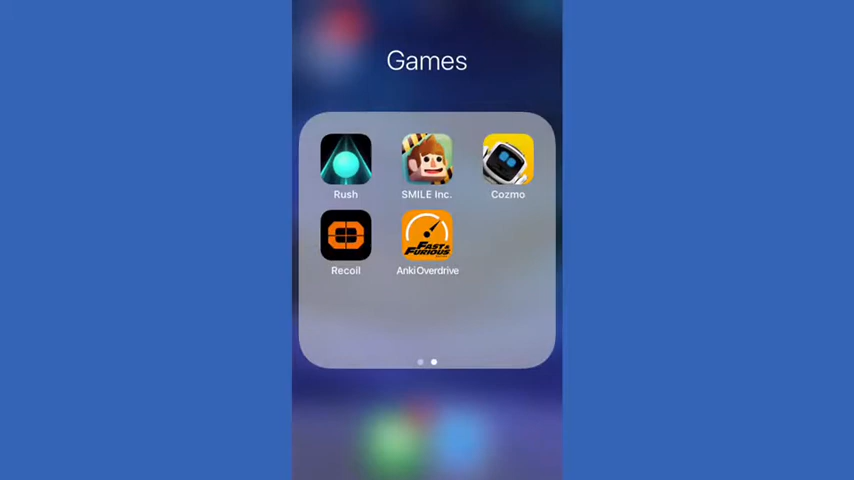 Games
Rush
SMILE Inc.
Cozmo
FAST &
FURIOUS
Recoil
AnkiOverdrive